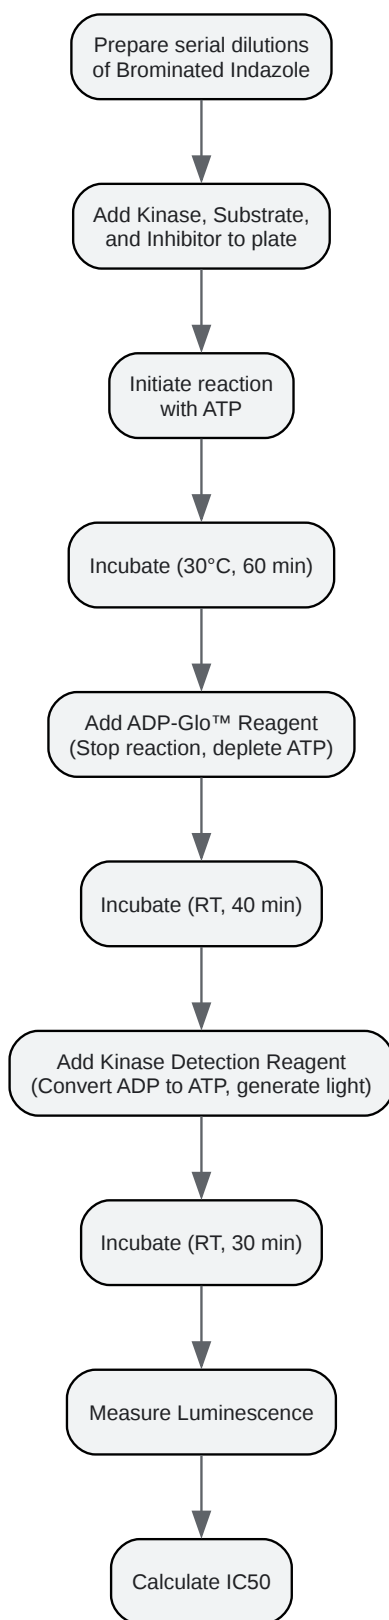 Prepare serial dilutions
of Brominated Indazole
Add Kinase, Substrate,
and Inhibitor to plate
Initiate reaction
with ATP
Incubate (30°C, 60 min)
Add ADP-Glo™ Reagent
(Stop reaction, deplete ATP)
Incubate (RT, 40 min)
Add Kinase Detection Reagent
(Convert ADP to ATP, generate light)
Incubate (RT, 30 min)
Measure Luminescence
Calculate IC50